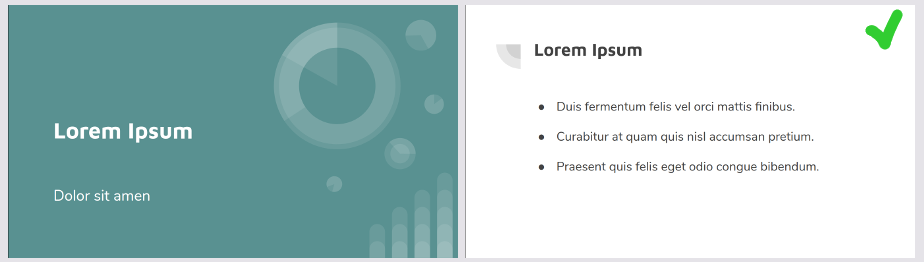 Lorem Ipsum
Dolor sit amen
Lorem Ipsum
● Duis fermentum felis vel orci mattis finibus.
● Curabitur at quam quis nisl accumsan pretium.
● Praesent quis felis eget odio congue bibendum.